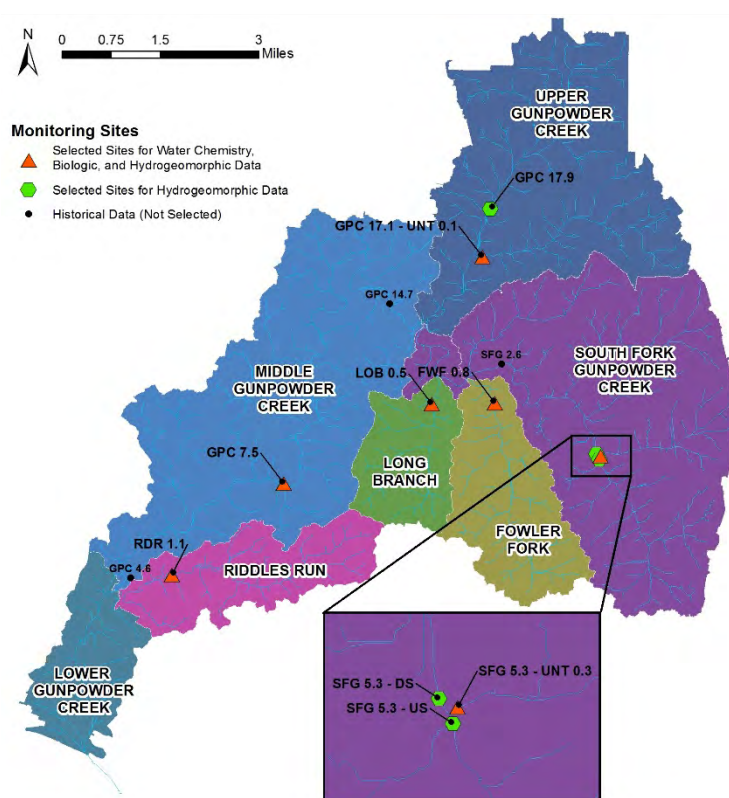 N
0 0.75 1.5 3
Miles
Monitoring Sites
Selected Sites for Water Chemistry,
Biologic, and Hydrogeomorphic Data
Selected Sites for Hydrogeomorphic Data
Historical Data (Not Selected)
UPPER
GUNPOWDER
CREEK
GPC 17.9
GPC 17.1 - UNT 0.1
GPC 14.7
MIDDLE
GUNPOWDER
CREEK
SFG 2.6
SOUTH FORK
GUNPOWDER
CREEK
LOB 0.5
FWF 0.8
GPC 7.5
LONG
BRANCH
FOWLER
FORK
RDR 1.1
GPC 4.6
RIDDLES RUN
LOWER
GUNPOWDER
CREEK
SFG 5.3 - UNT 0.3
SFG 5.3 - DS
SFG 5.3 - US